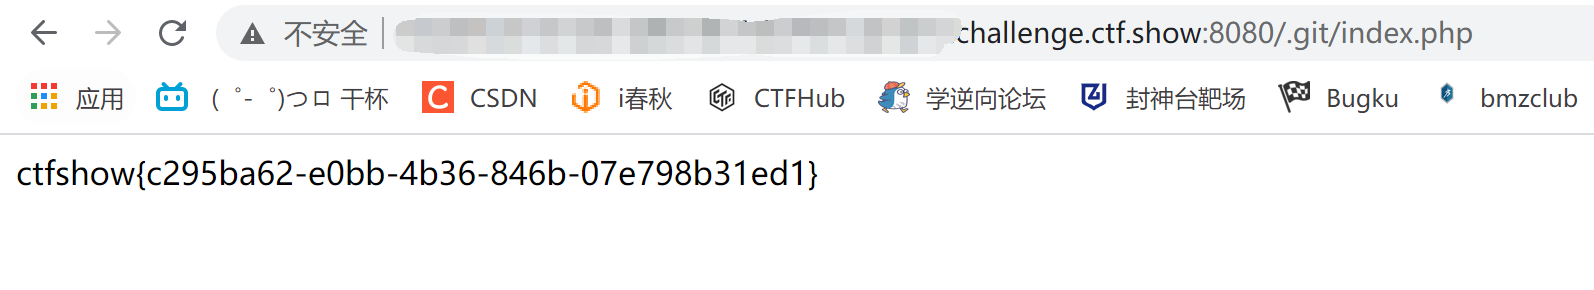 不安全 challenge.ctf.show:8080/.git/index.php
应用 (゜-゜)つロ 干杯 CSDN i春秋 CTFHub 学逆向论坛 封神台靶场 Bugku bmzclub
ctfshow{c295ba62-e0bb-4b36-846b-07e798b31ed1}